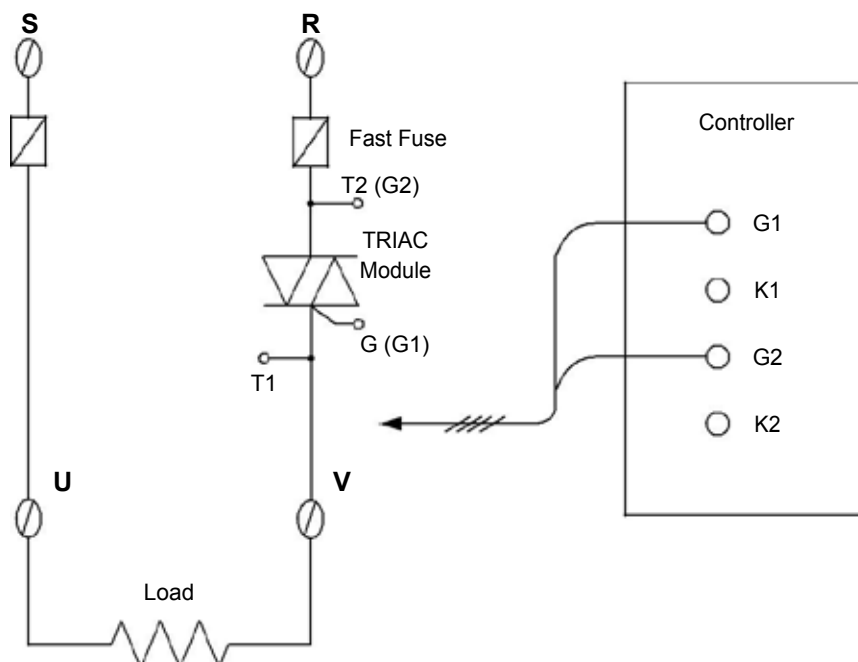 S
R
Controller
Fast Fuse
T2 (G2)
TRIAC
Module
G1
K1
G (G1)
G2
T1
K2
U
V
Load